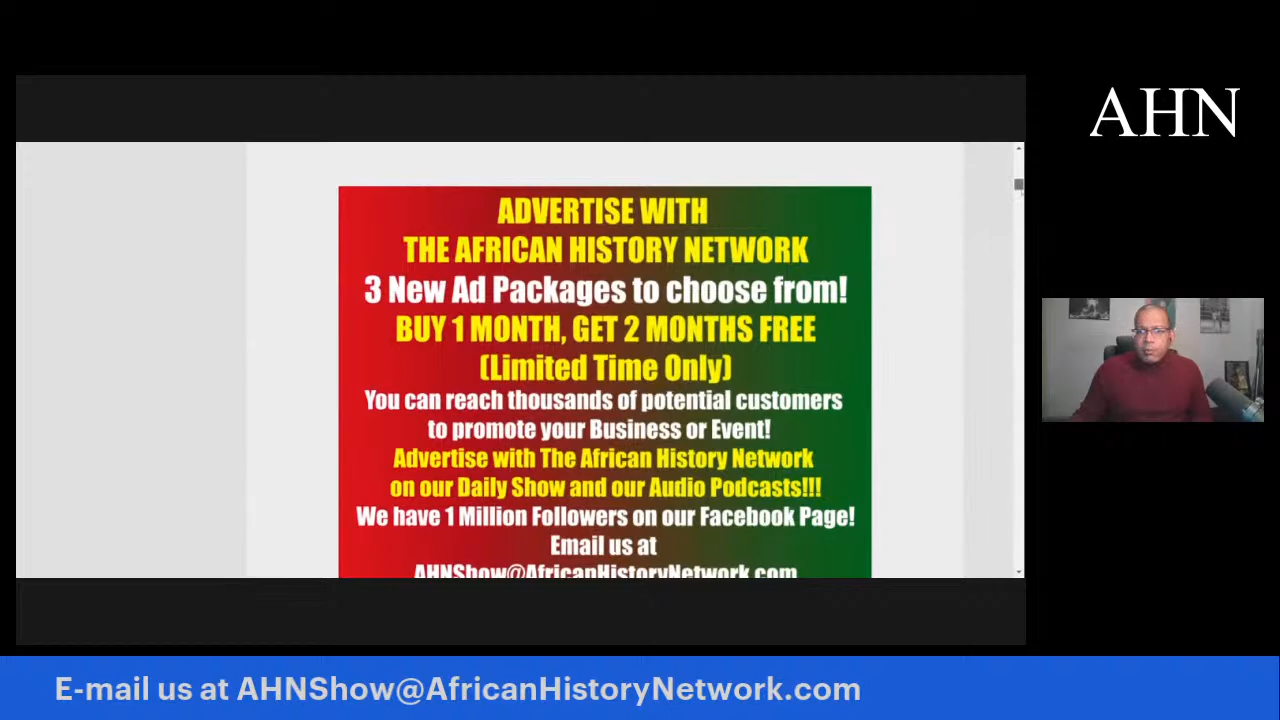 AHN
ADVERTISE WITH
THE AFRICAN HISTORY NETWORK
3 New Ad Packages to choose from!
BUY 1 MONTH, GET 2 MONTHS FREE
(Limited Time Only)
You can reach thousands of potential customers
to promote your Business or Event!
Advertise with The African History Network
on our Daily Show and our Audio Podcasts!!!
We have 1 Million Followers on our Facebook Page!
Email us at
AHNShow@AfricanHistoryNetwork.com
E-mail us at AHNShow@AfricanHistoryNetwork.com